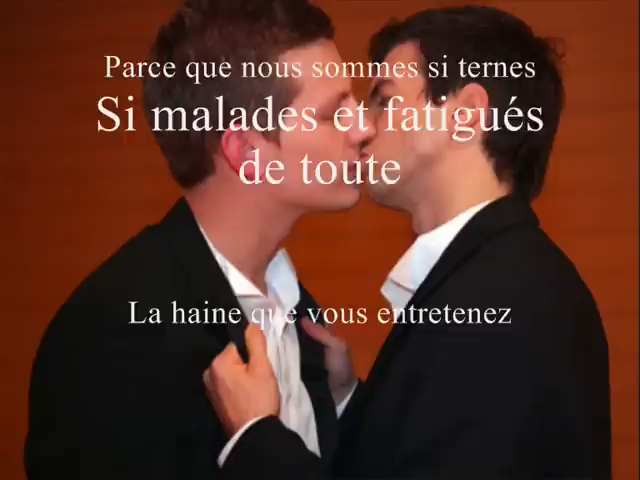 Parce que nous sommes si ternes
Si malades et fatigués
de toute
La haine que vous entretenez